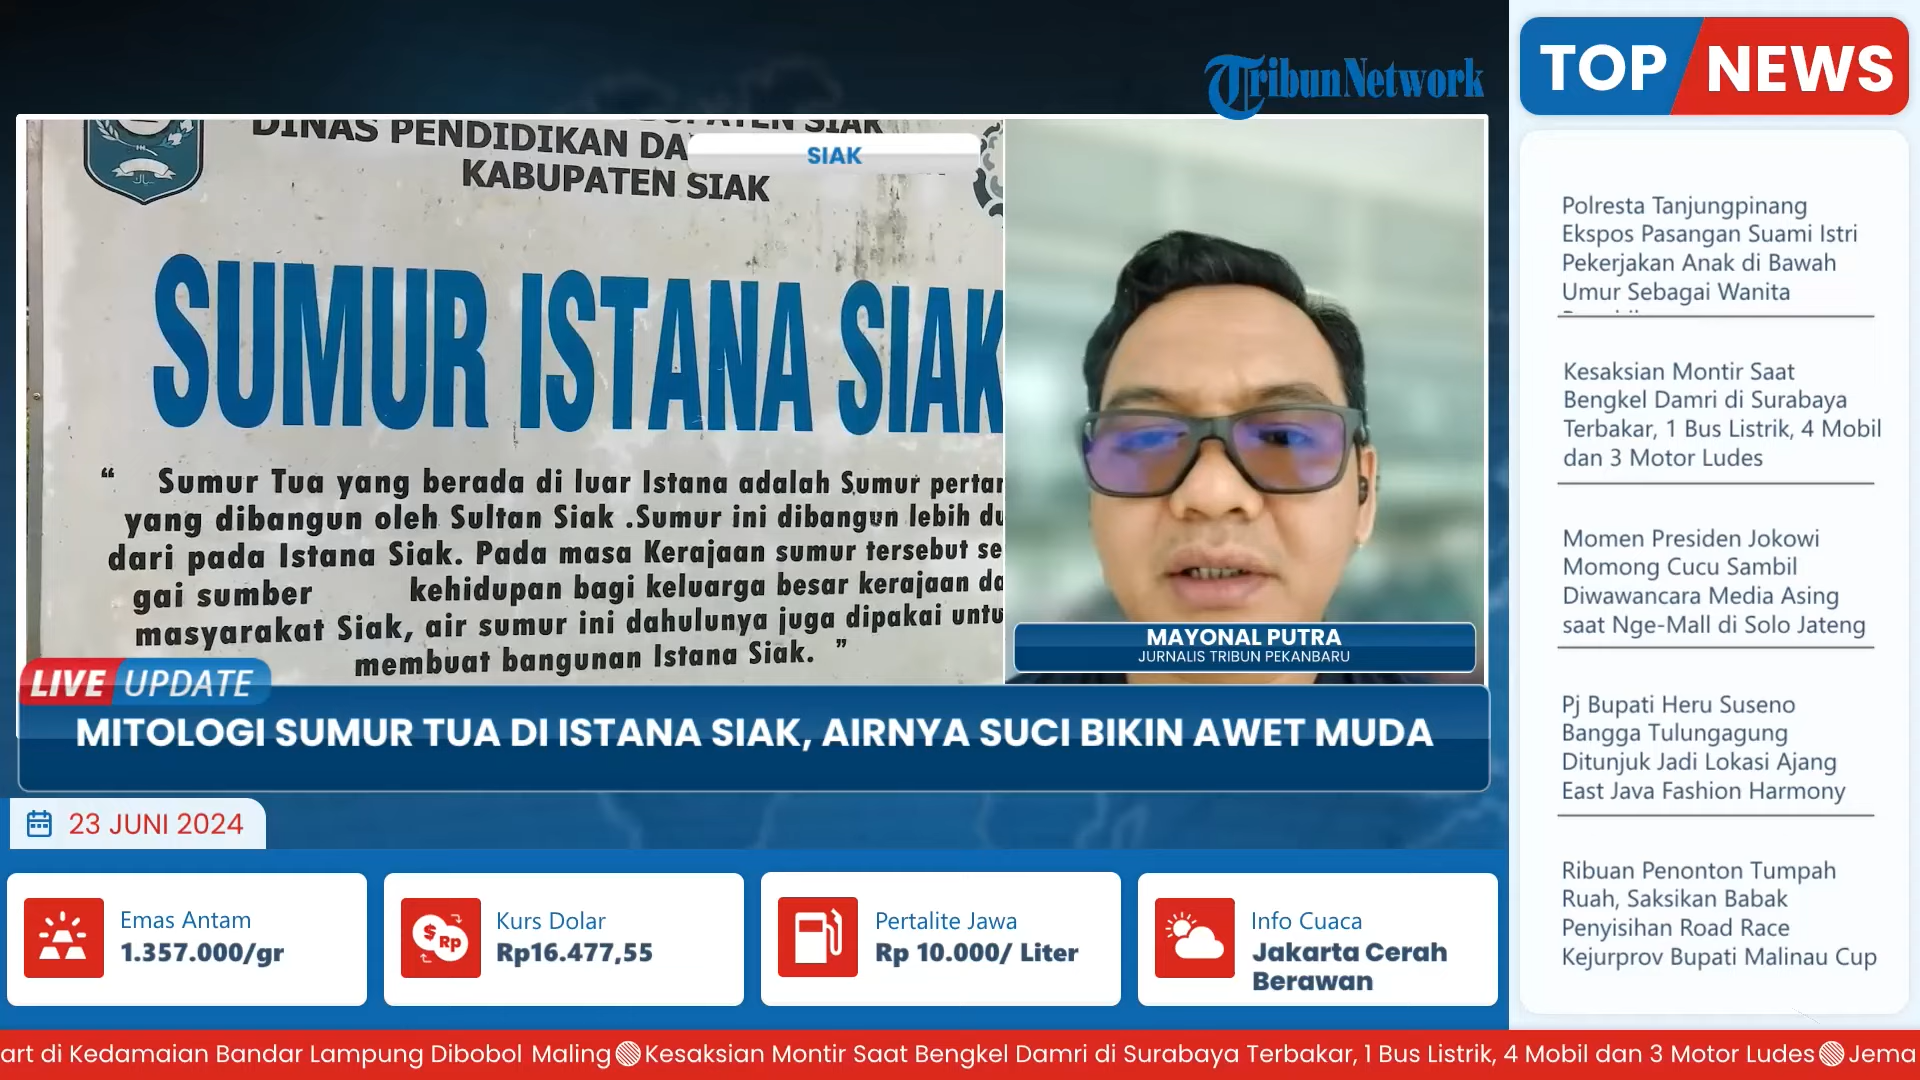 TribunNetwork
TOP NEWS
KABUPATEN SIAK
DINAS PENDIDIKAN DA
KABUPATEN SIAK
SIAK
SUMUR ISTANA SIAK
“ Sumur Tua yang berada di luar Istana adalah Sumur pertam
yang dibangun oleh Sultan Siak .Sumur ini dibangun lebih du
dari pada Istana Siak. Pada masa Kerajaan sumur tersebut se
gai sumber kehidupan bagi keluarga besar kerajaan da
masyarakat Siak, air sumur ini dahulunya juga dipakai untu
membuat bangunan Istana Siak. ”
MAYONAL PUTRA
JURNALIS TRIBUN PEKANBARU
LIVE UPDATE
MITOLOGI SUMUR TUA DI ISTANA SIAK, AIRNYA SUCI BIKIN AWET MUDA
23 JUNI 2024
Emas Antam
1.357.000/gr
Kurs Dolar
Rp16.477,55
Pertalite Jawa
Rp 10.000/ Liter
Info Cuaca
Jakarta Cerah
Berawan
Polresta Tanjungpinang
Ekspos Pasangan Suami Istri
Pekerjakan Anak di Bawah
Umur Sebagai Wanita
Kesaksian Montir Saat
Bengkel Damri di Surabaya
Terbakar, 1 Bus Listrik, 4 Mobil
dan 3 Motor Ludes
Momen Presiden Jokowi
Momong Cucu Sambil
Diwawancara Media Asing
saat Nge-Mall di Solo Jateng
Pj Bupati Heru Suseno
Bangga Tulungagung
Ditunjuk Jadi Lokasi Ajang
East Java Fashion Harmony
Ribuan Penonton Tumpah
Ruah, Saksikan Babak
Penyisihan Road Race
Kejurprov Bupati Malinau Cup
art di Kedamaian Bandar Lampung Dibobol Maling Kesaksian Montir Saat Bengkel Damri di Surabaya Terbakar, 1 Bus Listrik, 4 Mobil dan 3 Motor Ludes Jema